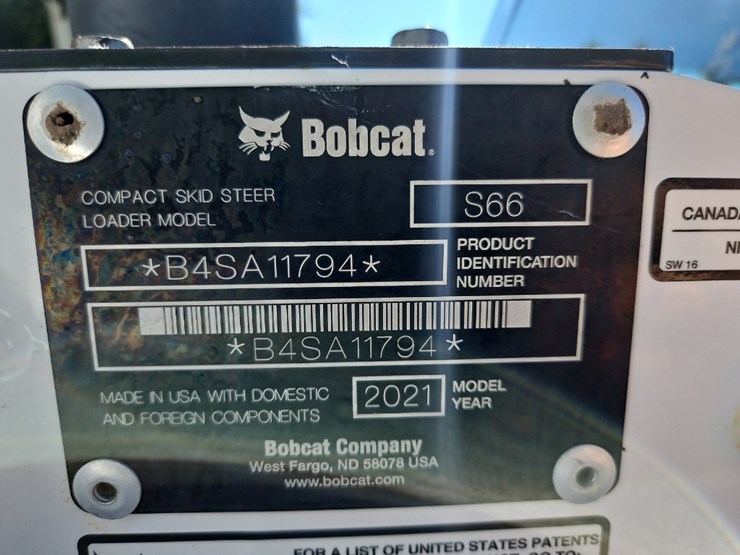 Bobcat®
COMPACT SKID STEER
LOADER MODEL
S66
*B4SA11794*
PRODUCT
IDENTIFICATION
NUMBER
*B4SA11794*
MADE IN USA WITH DOMESTIC
AND FOREIGN COMPONENTS
2021
MODEL
YEAR
Bobcat Company
West Fargo, ND 58078 USA
www.bobcat.com
SW 16
FOR A LIST OF UNITED STATES PATENTS